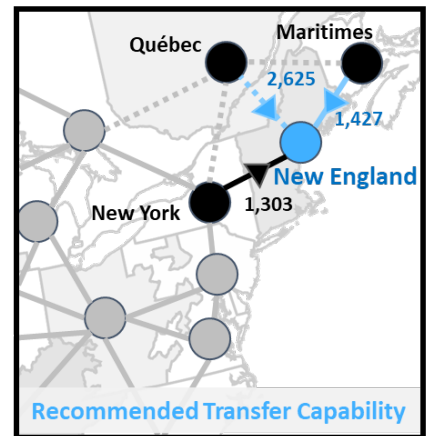 Maritimes
Québec
2,625
1,427
New England
New York
1,303
Recommended Transfer Capability